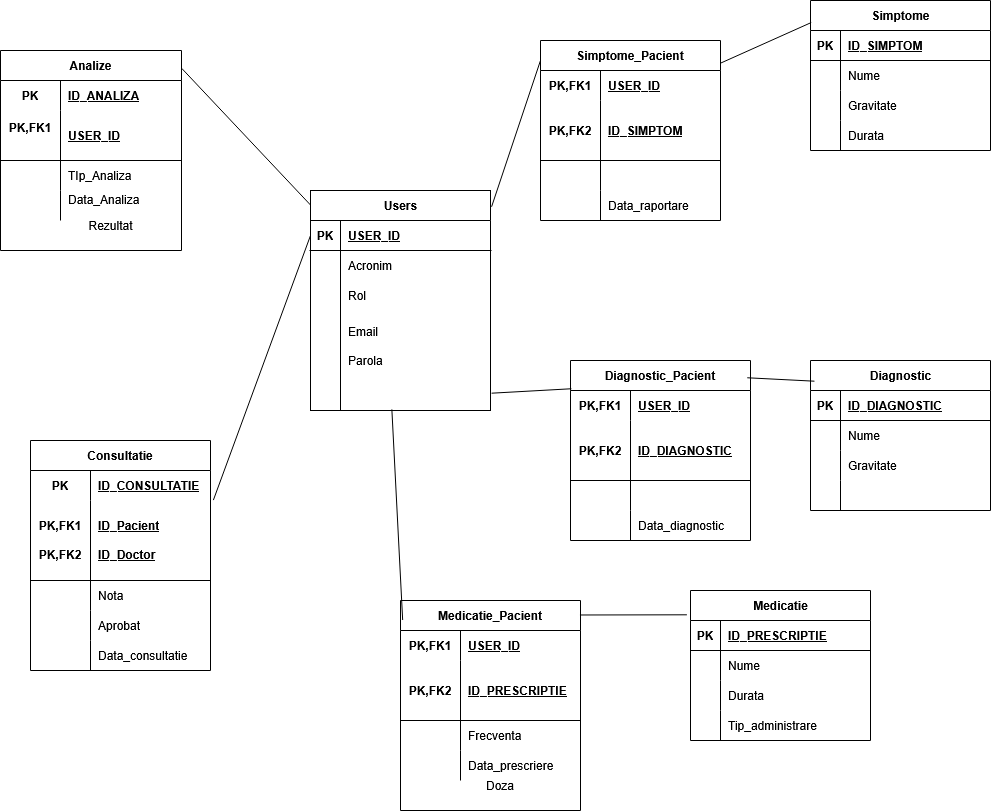 Simptome
PK ID_SIMPTOM
Nume
Gravitate
Durata
Simptome_Pacient
PK,FK1 USER_ID
PK,FK2 ID_SIMPTOM
Data_raportare
Analize
PK ID_ANALIZA
PK,FK1 USER_ID
TIp_Analiza
Data_Analiza
Rezultat
Users
PK USER_ID
Acronim
Rol
Email
Parola
Diagnostic_Pacient
PK,FK1 USER_ID
PK,FK2 ID_DIAGNOSTIC
Data_diagnostic
Diagnostic
PK ID_DIAGNOSTIC
Nume
Gravitate
Consultatie
PK ID_CONSULTATIE
PK,FK1 ID_Pacient
PK,FK2 ID_Doctor
Nota
Aprobat
Data_consultatie
Medicatie_Pacient
PK,FK1 USER_ID
PK,FK2 ID_PRESCRIPTIE
Frecventa
Data_prescriere
Doza
Medicatie
PK ID_PRESCRIPTIE
Nume
Durata
Tip_administrare